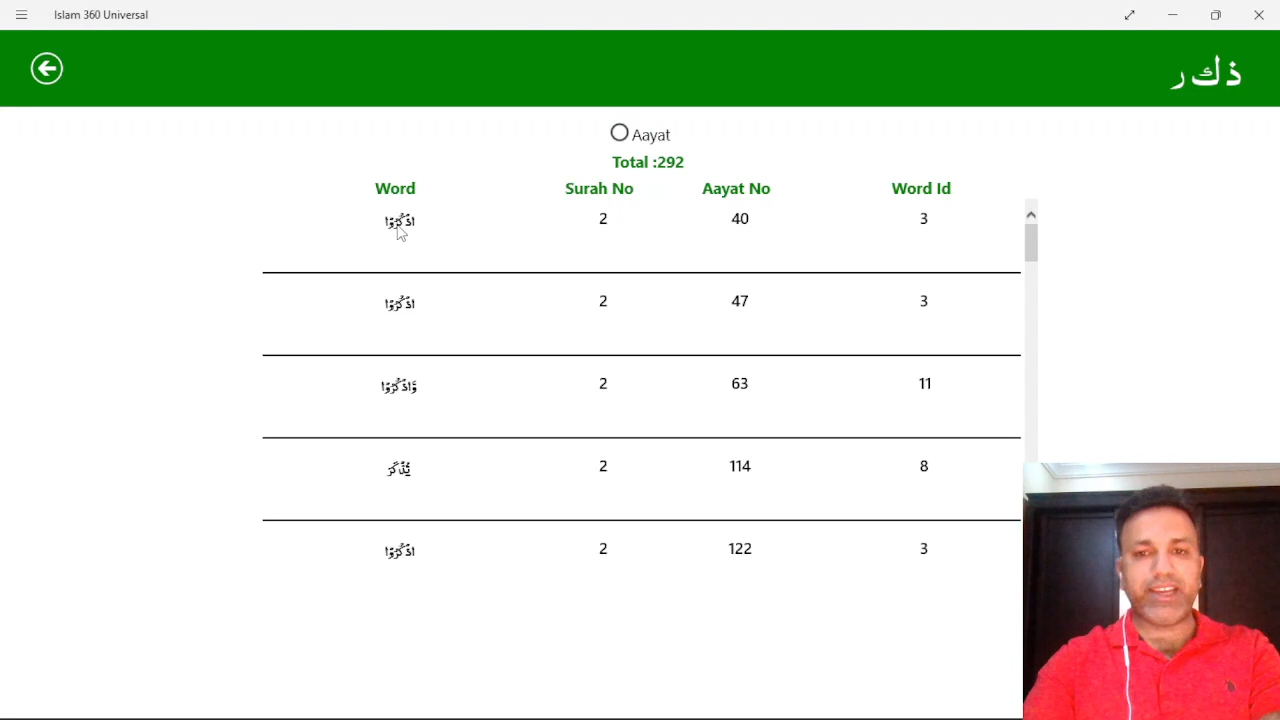 Islam 360 Universal
ذ ك ر
Aayat
Total :292
Word Surah No Aayat No Word Id
اذۡكُرُوۡا 2 40 3
اذۡكُرُوۡا 2 47 3
وَّاذۡكُرُوۡا 2 63 11
يُّذۡكَرَ 2 114 8
اذۡكُرُوۡا 2 122 3